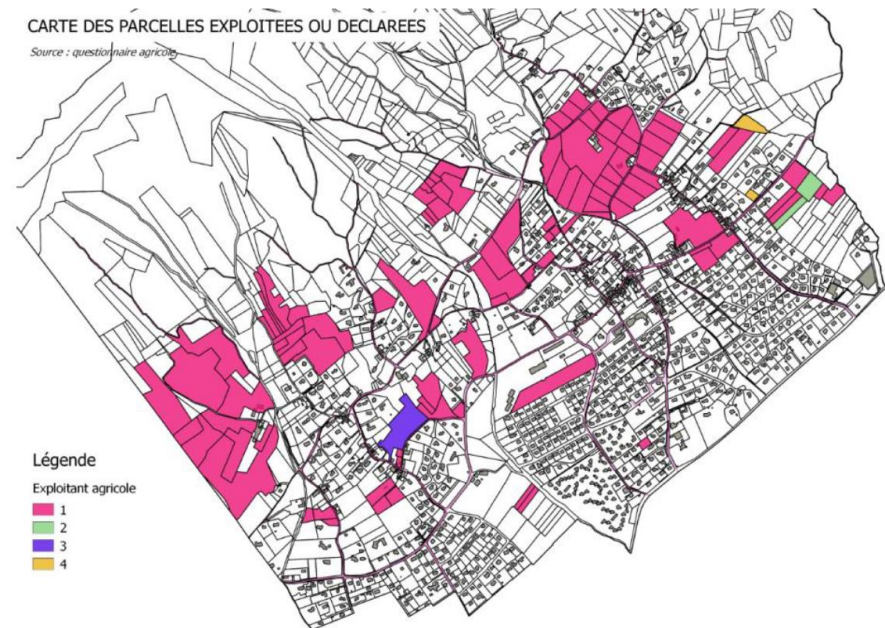 CARTE DES PARCELLES EXPLOITEES OU DECLAREES
Source : questionnaire agricole
Légende
Exploitant agricole
1
2
3
4